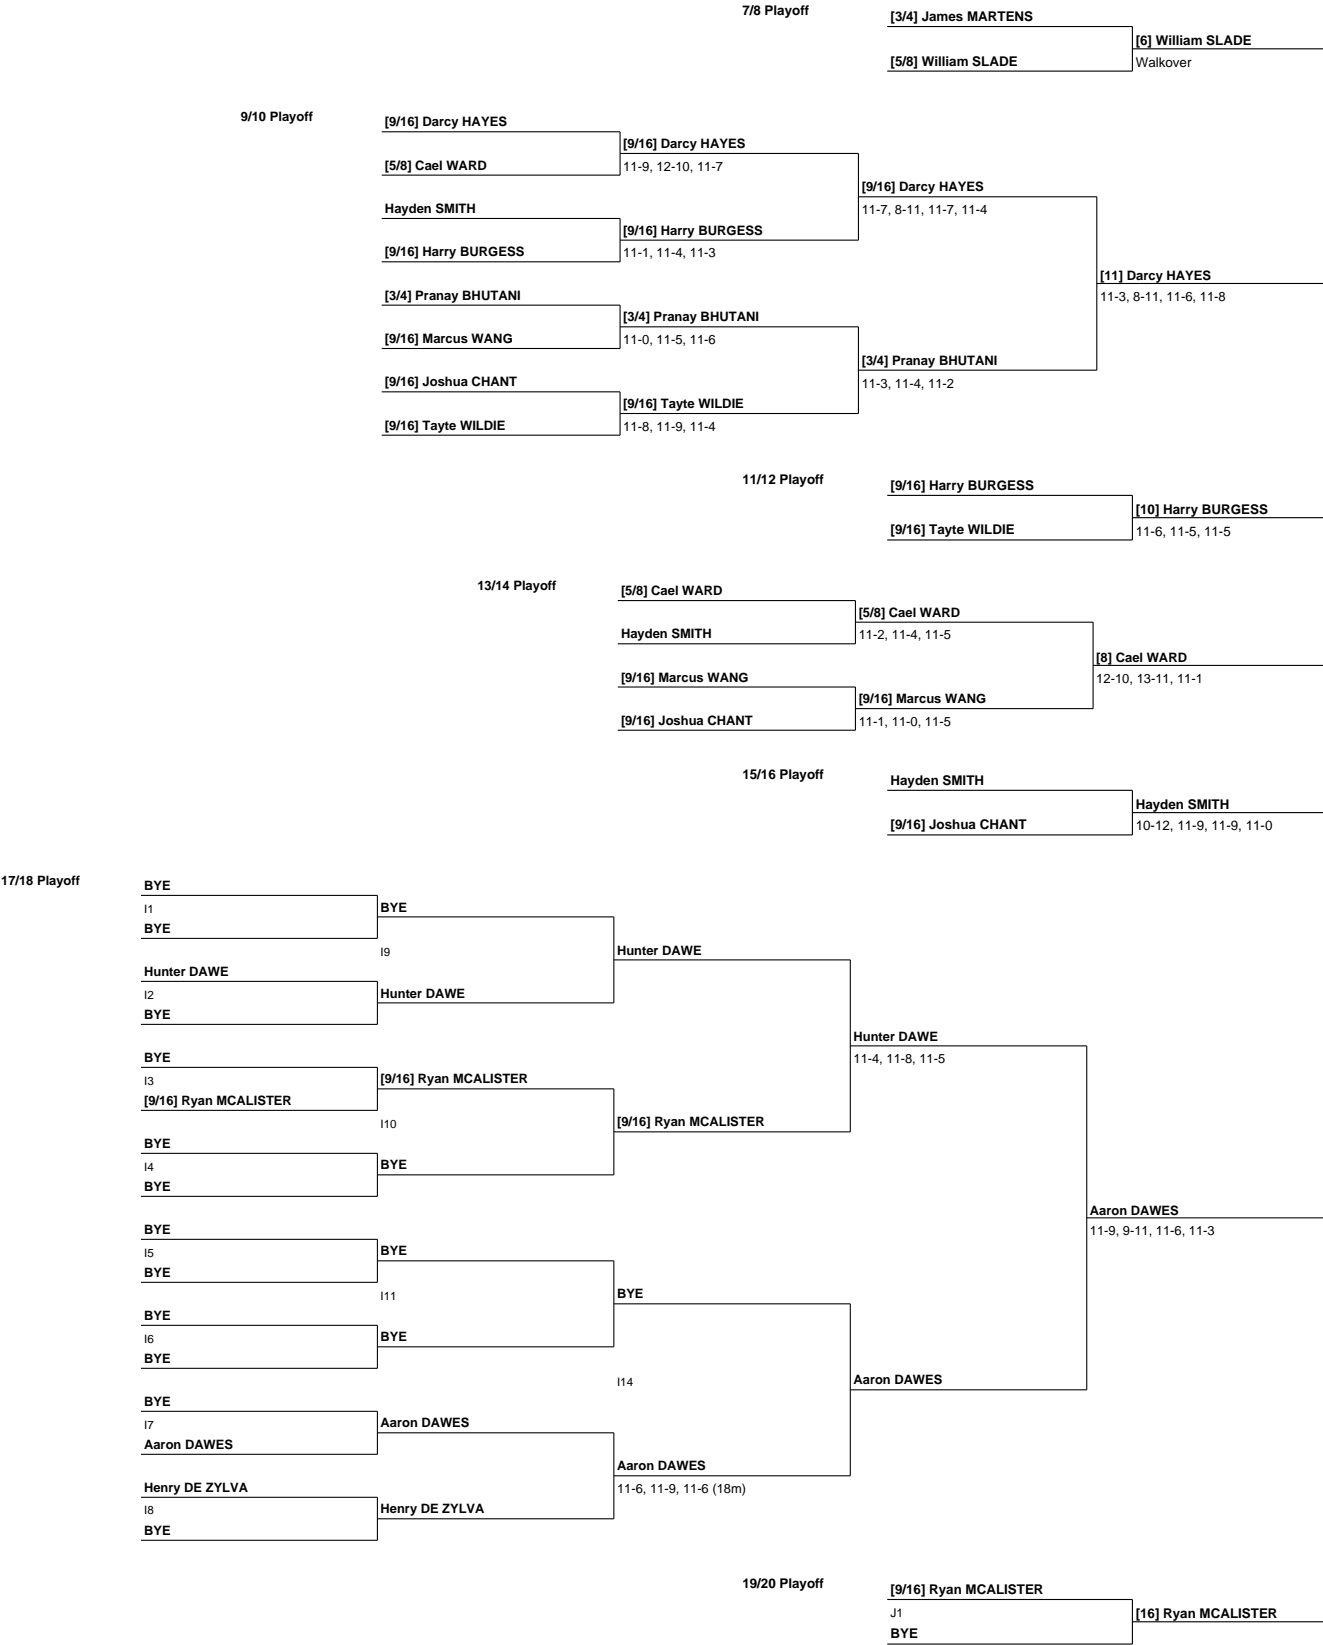 7/8 Playoff
[3/4] James MARTENS
[6] William SLADE
[5/8] William SLADE
Walkover
9/10 Playoff
[9/16] Darcy HAYES
[9/16] Darcy HAYES
[5/8] Cael WARD
11-9, 12-10, 11-7
[9/16] Darcy HAYES
Hayden SMITH
11-7, 8-11, 11-7, 11-4
[9/16] Harry BURGESS
[9/16] Harry BURGESS
11-1, 11-4, 11-3
[11] Darcy HAYES
[3/4] Pranay BHUTANI
11-3, 8-11, 11-6, 11-8
[3/4] Pranay BHUTANI
[9/16] Marcus WANG
11-0, 11-5, 11-6
[3/4] Pranay BHUTANI
[9/16] Joshua CHANT
11-3, 11-4, 11-2
[9/16] Tayte WILDIE
[9/16] Tayte WILDIE
11-8, 11-9, 11-4
11/12 Playoff
[9/16] Harry BURGESS
[10] Harry BURGESS
[9/16] Tayte WILDIE
11-6, 11-5, 11-5
13/14 Playoff
[5/8] Cael WARD
[5/8] Cael WARD
Hayden SMITH
11-2, 11-4, 11-5
[8] Cael WARD
[9/16] Marcus WANG
12-10, 13-11, 11-1
[9/16] Marcus WANG
[9/16] Joshua CHANT
11-1, 11-0, 11-5
15/16 Playoff
Hayden SMITH
Hayden SMITH
[9/16] Joshua CHANT
10-12, 11-9, 11-9, 11-0
17/18 Playoff
BYE
I1
BYE
BYE
I9
Hunter DAWE
Hunter DAWE
I2
Hunter DAWE
BYE
Hunter DAWE
BYE
11-4, 11-8, 11-5
I3
[9/16] Ryan MCALISTER
[9/16] Ryan MCALISTER
I10
[9/16] Ryan MCALISTER
BYE
I4
BYE
BYE
Aaron DAWES
BYE
11-9, 9-11, 11-6, 11-3
I5
BYE
BYE
I11
BYE
BYE
I6
BYE
BYE
I14
Aaron DAWES
BYE
I7
Aaron DAWES
Aaron DAWES
Aaron DAWES
Henry DE ZYLVA
11-6, 11-9, 11-6 (18m)
I8
Henry DE ZYLVA
BYE
19/20 Playoff
[9/16] Ryan MCALISTER
J1
[16] Ryan MCALISTER
BYE